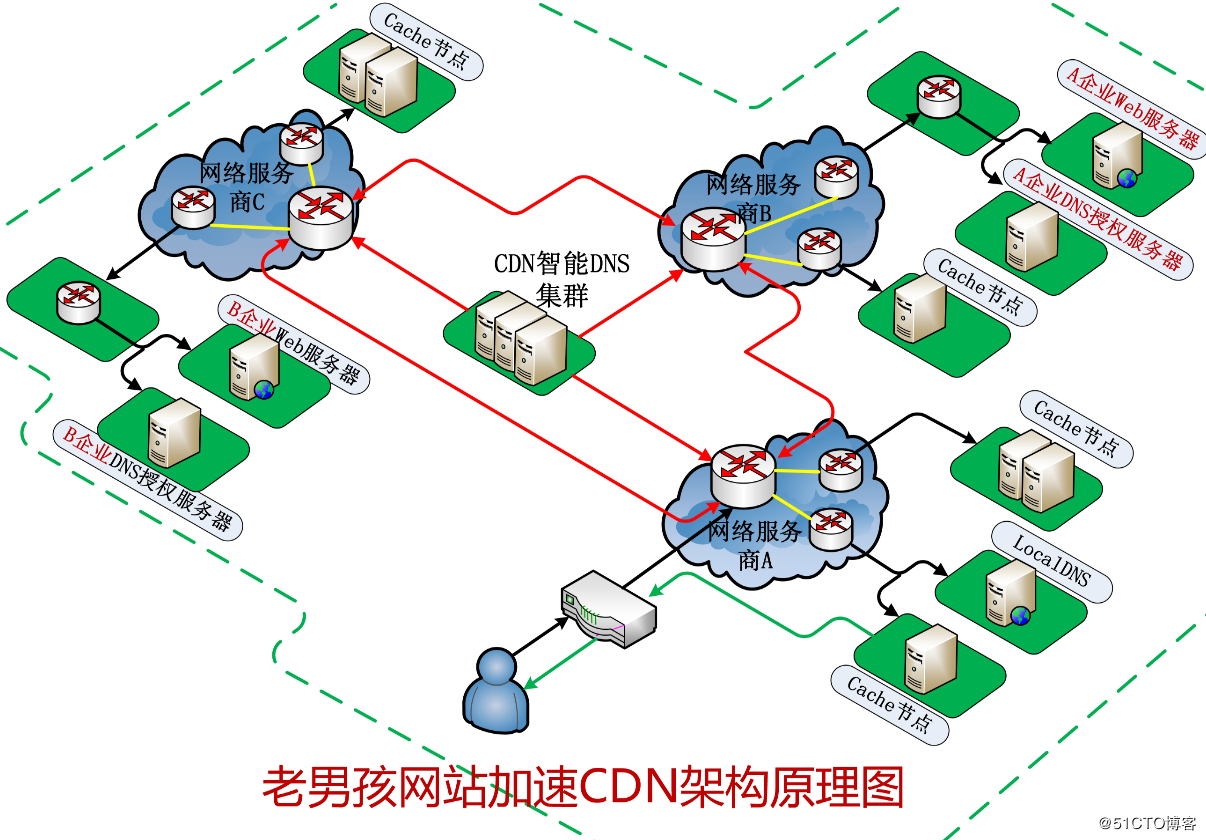 Cache节点
A企业Web服务器
网络服务
商C
网络服务
商B
A企业DNS授权服务器
CDN智能DNS
集群
Cache节点
B企业Web服务器
Cache节点
B企业DNS授权服务器
网络服务
商A
LocalDNS
Cache节点
老男孩网站加速CDN架构原理图
@51CTO博客